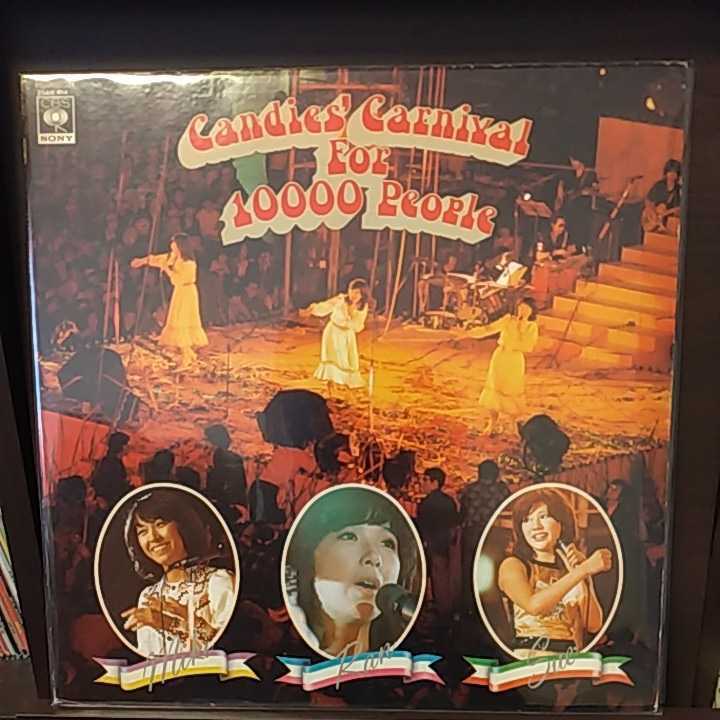 CBS
SONY
Candies' Carnival
For
10000 People
Miki
Ran
Sue